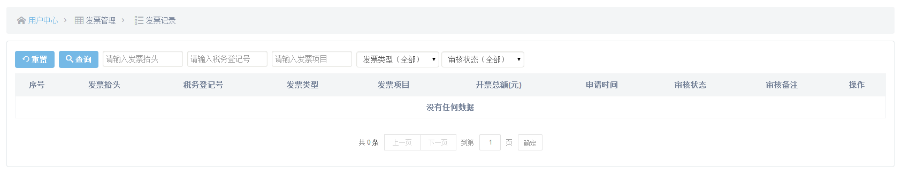 用户中心 > 发票管理 > 发票记录
重置 查询 请输入发票抬头 请输入税务登记号 请输入发票项目 发票类型（全部） 审核状态（全部）
序号 发票抬头 税务登记号 发票类型 发票项目 开票总额(元) 申请时间 审核状态 审核备注 操作
没有任何数据
共 0 条 上一页 下一页 到第 1 页 确定